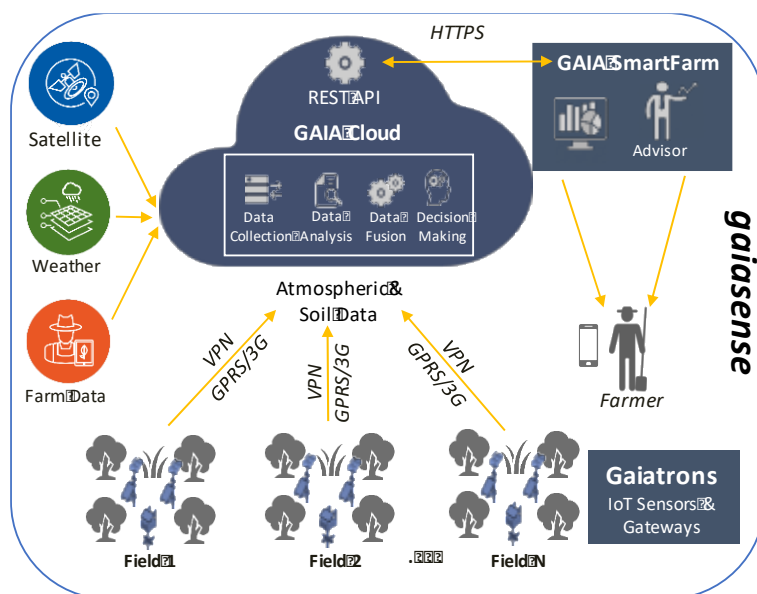 HTTPS
REST API
GAIA Cloud
GAIA SmartFarm
Advisor
Satellite
Weather
Farm Data
Data
Collection
Data
Analysis
Data
Fusion
Decision
Making
Atmospheric &
Soil Data
VPN
GPRS/3G
VPN
GPRS/3G
VPN
GPRS/3G
gaiasense
Farmer
Gaiatrons
IoT Sensors &
Gateways
Field 1
Field 2
.
Field N